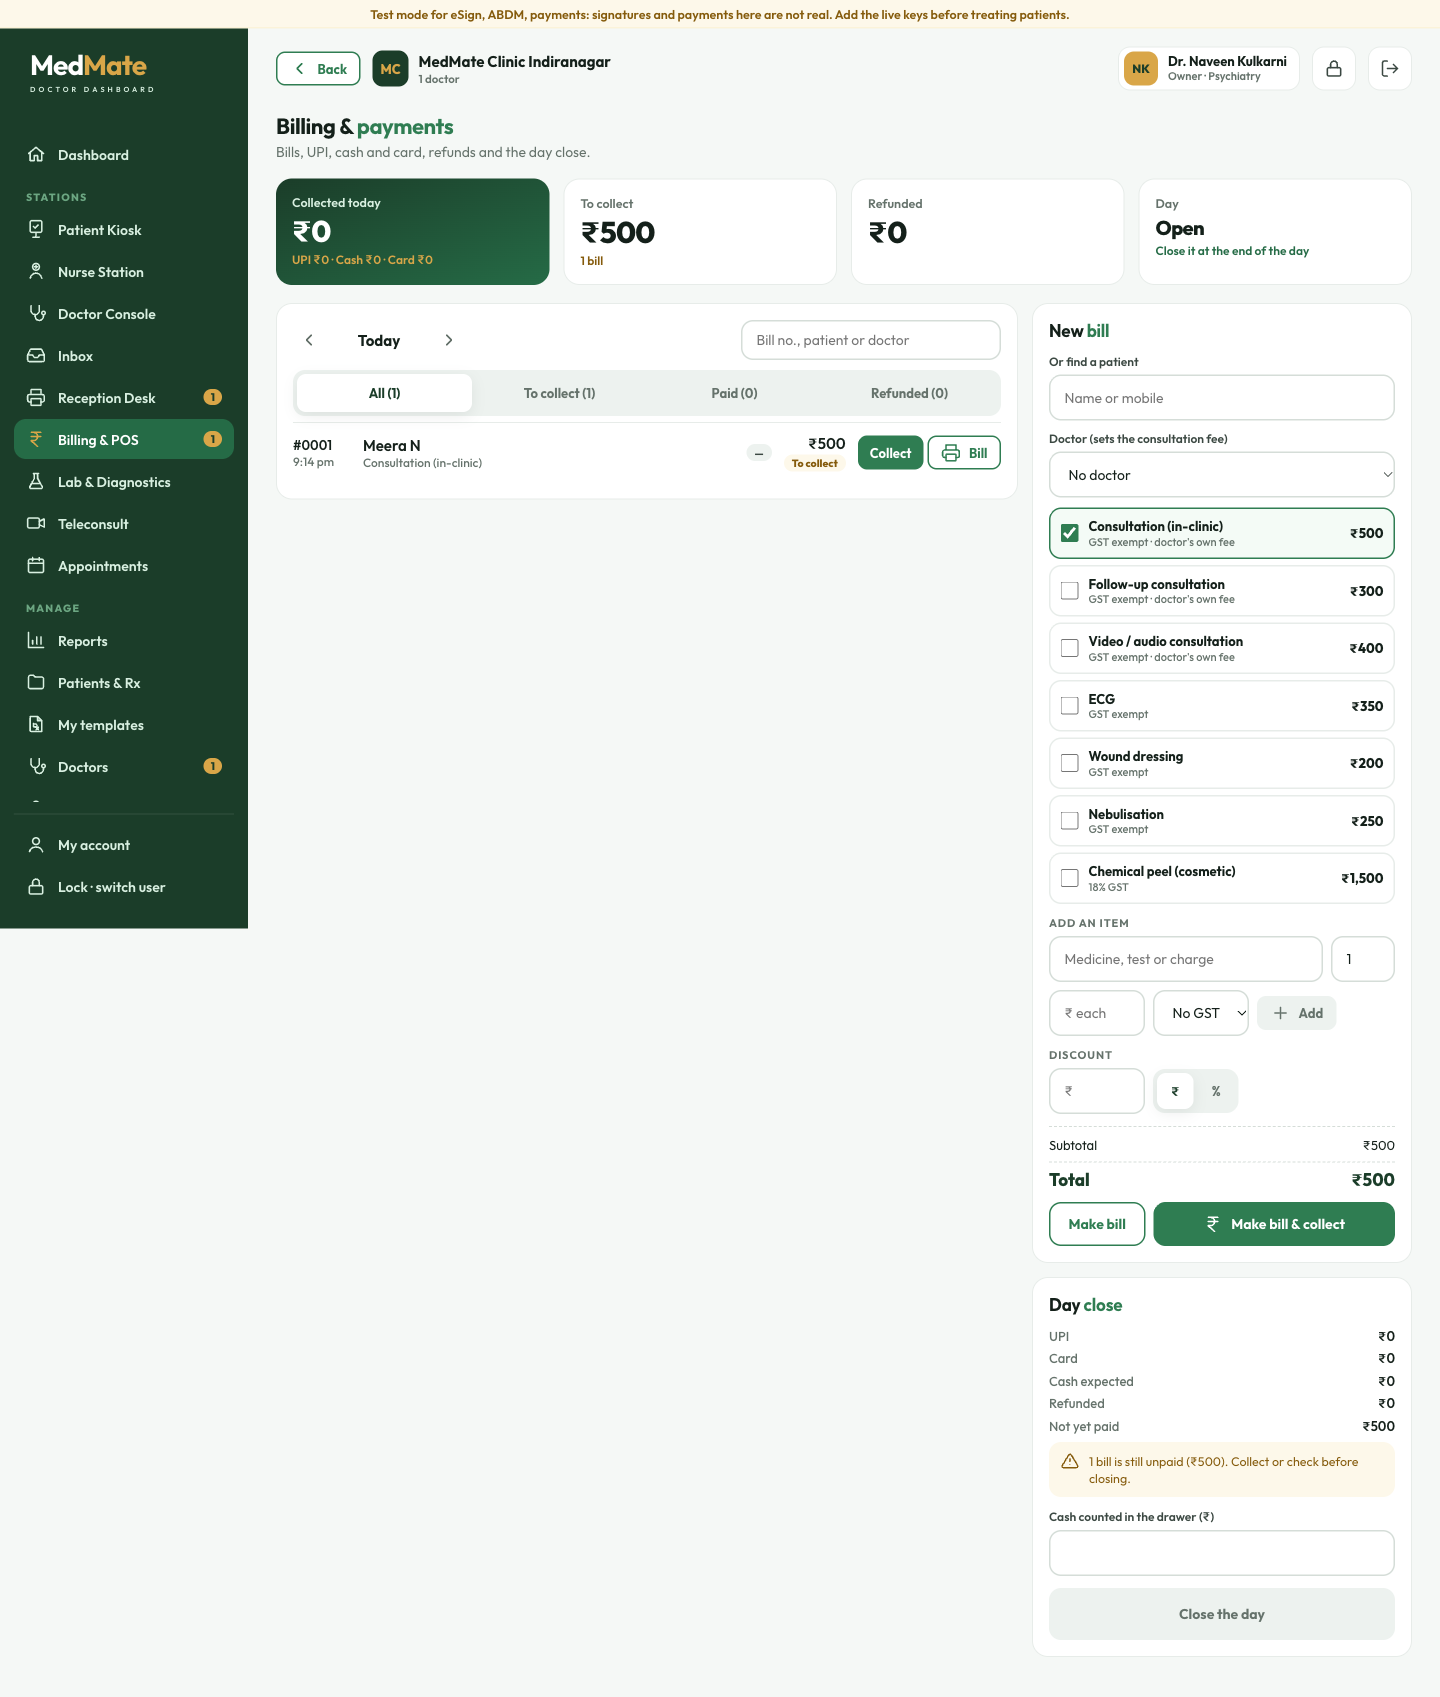 Test mode for eSign, ABDM, payments: signatures and payments here are not real. Add the live keys before treating patients.
MedMate
DOCTOR DASHBOARD
Dashboard
STATIONS
Patient Kiosk
Nurse Station
Doctor Console
Inbox
Reception Desk 1
Billing & POS 1
Lab & Diagnostics
Teleconsult
Appointments
MANAGE
Reports
Patients & Rx
My templates
Doctors 1
My account
Lock · switch user
Back
MC
MedMate Clinic Indiranagar
1 doctor
NK
Dr. Naveen Kulkarni
Owner · Psychiatry
Billing & payments
Bills, UPI, cash and card, refunds and the day close.
Collected today
₹0
UPI ₹0 · Cash ₹0 · Card ₹0
To collect
₹500
1 bill
Refunded
₹0
Day
Open
Close it at the end of the day
Today
Bill no., patient or doctor
All (1)
To collect (1)
Paid (0)
Refunded (0)
#0001
9:14 pm
Meera N
Consultation (in-clinic)
–
₹500
To collect
Collect
Bill
New bill
Or find a patient
Name or mobile
Doctor (sets the consultation fee)
No doctor
Consultation (in-clinic)
GST exempt · doctor's own fee
₹500
Follow-up consultation
GST exempt · doctor's own fee
₹300
Video / audio consultation
GST exempt · doctor's own fee
₹400
ECG
GST exempt
₹350
Wound dressing
GST exempt
₹200
Nebulisation
GST exempt
₹250
Chemical peel (cosmetic)
18% GST
₹1,500
ADD AN ITEM
Medicine, test or charge
1
₹ each
No GST
Add
DISCOUNT
₹
₹
%
Subtotal ₹500
Total ₹500
Make bill
₹ Make bill & collect
Day close
UPI ₹0
Card ₹0
Cash expected ₹0
Refunded ₹0
Not yet paid ₹500
1 bill is still unpaid (₹500). Collect or check before
closing.
Cash counted in the drawer (₹)
Close the day